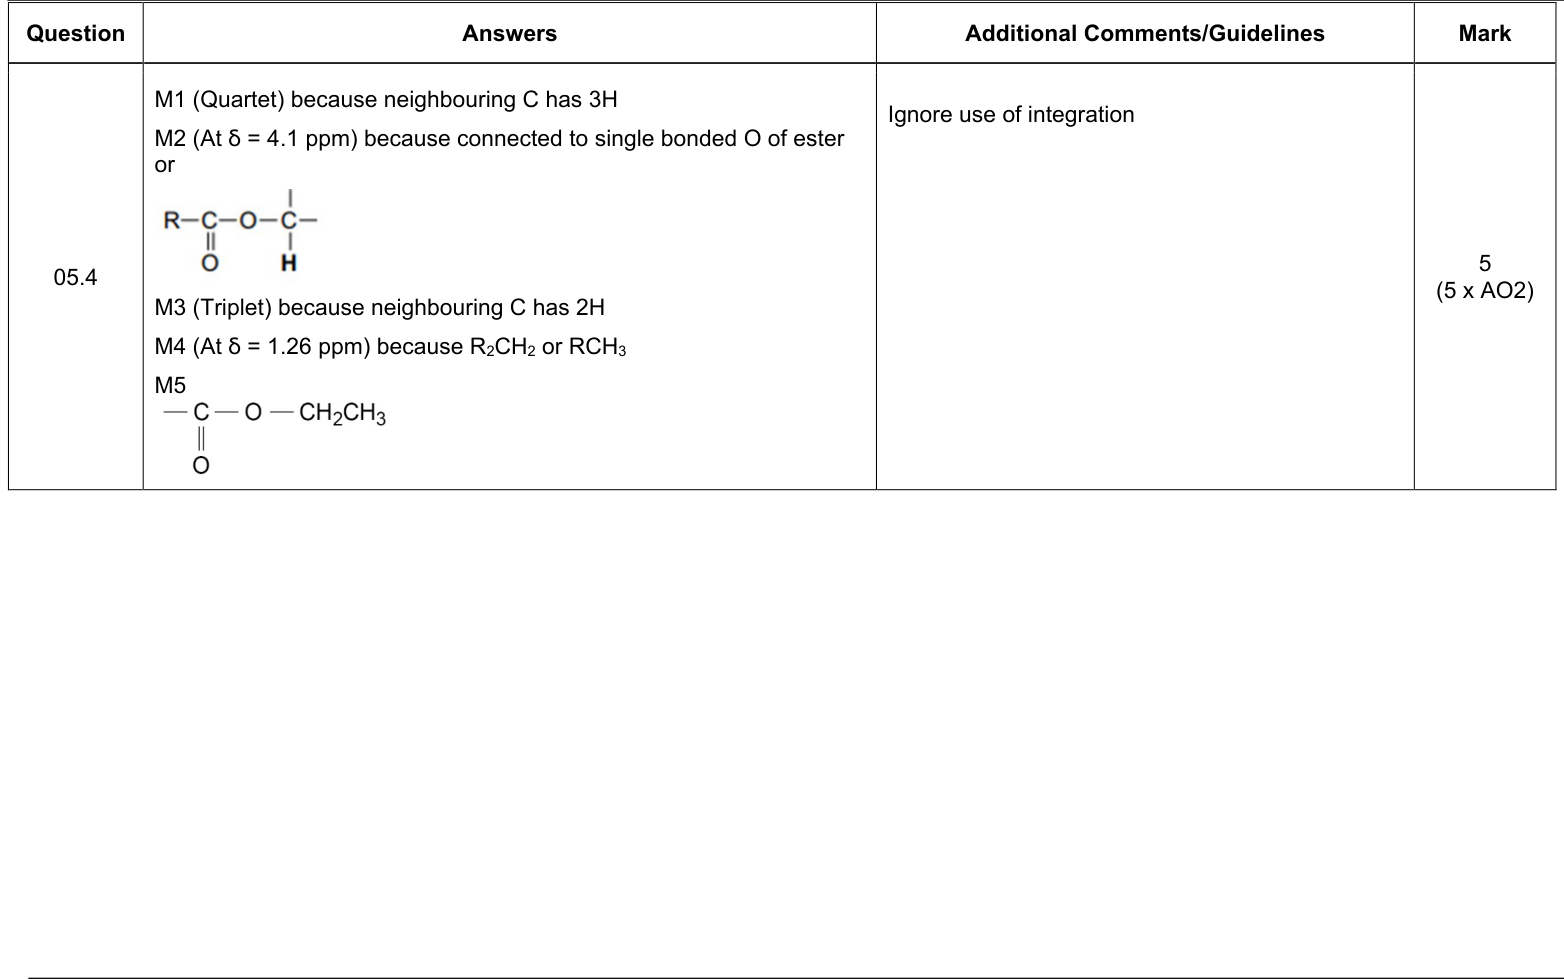 Question Answers Additional Comments/Guidelines Mark
M1 (Quartet) because neighbouring C has 3H
Ignore use of integration
M2 (At δ = 4.1 ppm) because connected to single bonded O of ester
or
R–C–O–C–
O H
05.4
5
(5 x AO2)
M3 (Triplet) because neighbouring C has 2H
M4 (At δ = 1.26 ppm) because R₂CH₂ or RCH₃
M5
— C — O — CH₂CH₃
O